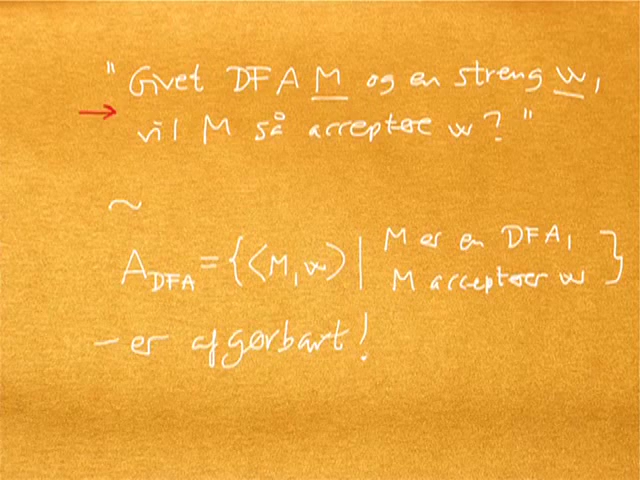 "Givet DFA M og en streng w,
vil M så acceptere w?"
~
A_DFA = {⟨M,w⟩ | M er en DFA,
M accepterer w }
- er afgørbart!